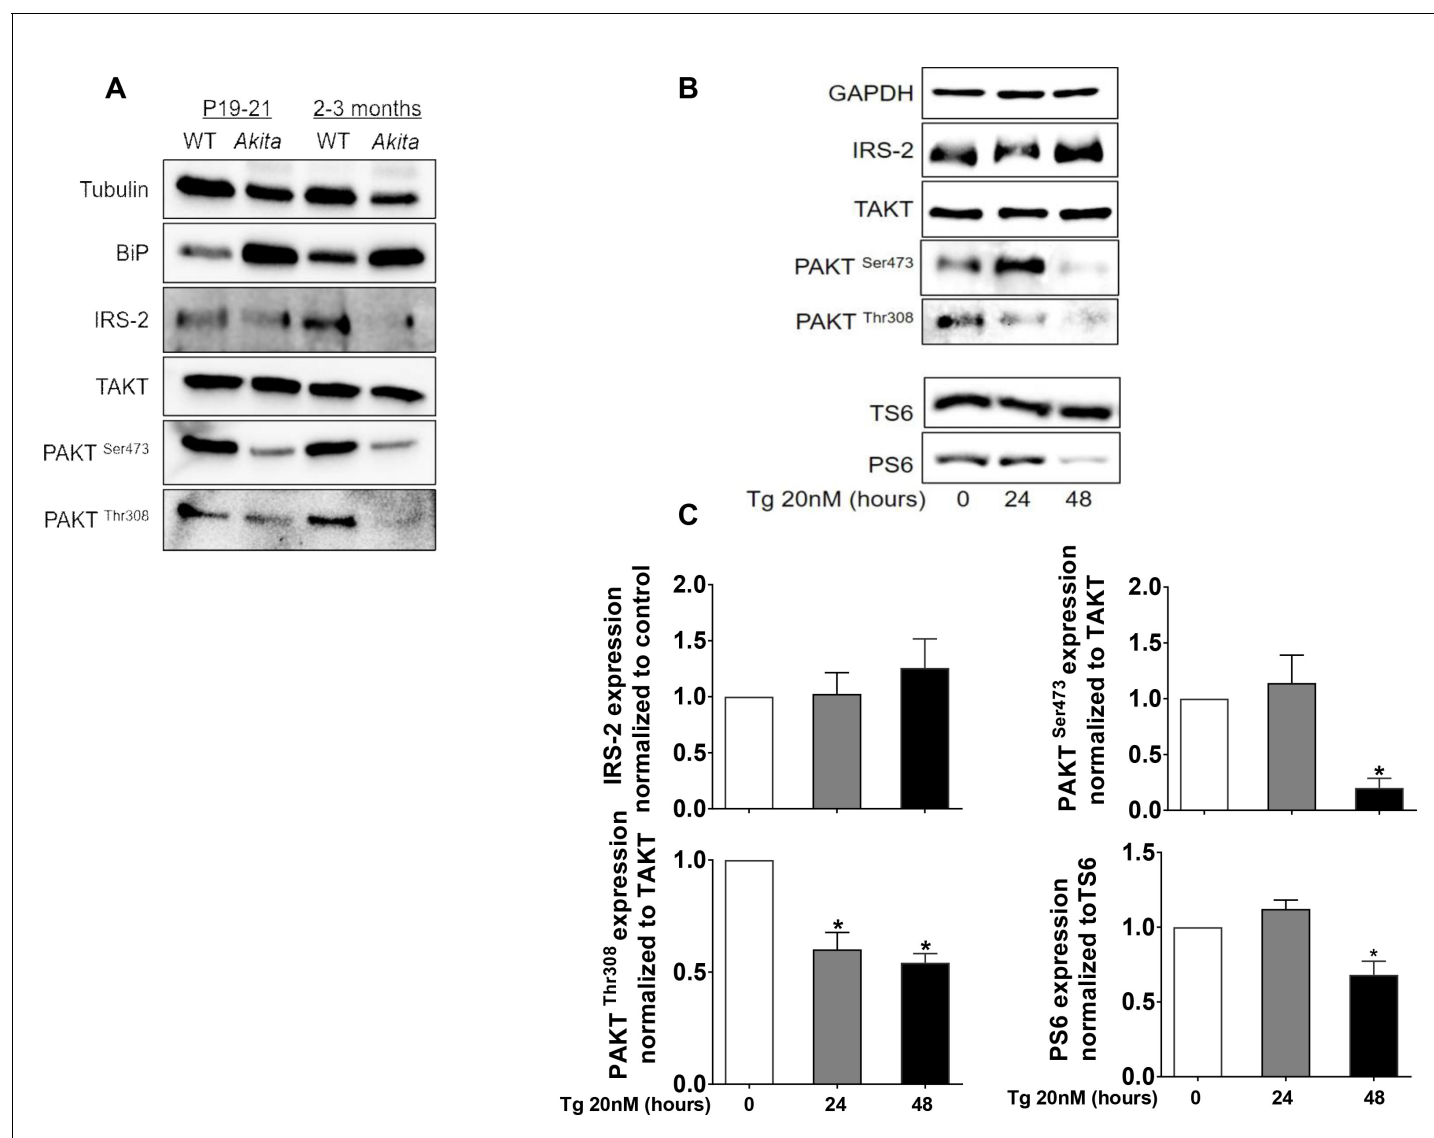 A
P19-21 2-3 months
WT Akita WT Akita
Tubulin
BiP
IRS-2
TAKT
PAKT Ser473
PAKT Thr308
B
GAPDH
IRS-2
TAKT
PAKT Ser473
PAKT Thr308
TS6
PS6
Tg 20nM (hours) 0 24 48
C
IRS-2 expression
normalized to control
2.0
1.5
1.0
0.5
0.0
PAKT Ser473 expression
normalized to TAKT
2.0
1.5
1.0
0.5
0.0
*
PAKT Thr308 expression
normalized to TAKT
1.0
0.5
0.0
* *
Tg 20nM (hours) 0 24 48
PS6 expression
normalized toTS6
1.5
1.0
0.5
0.0
*
Tg 20nM (hours) 0 24 48